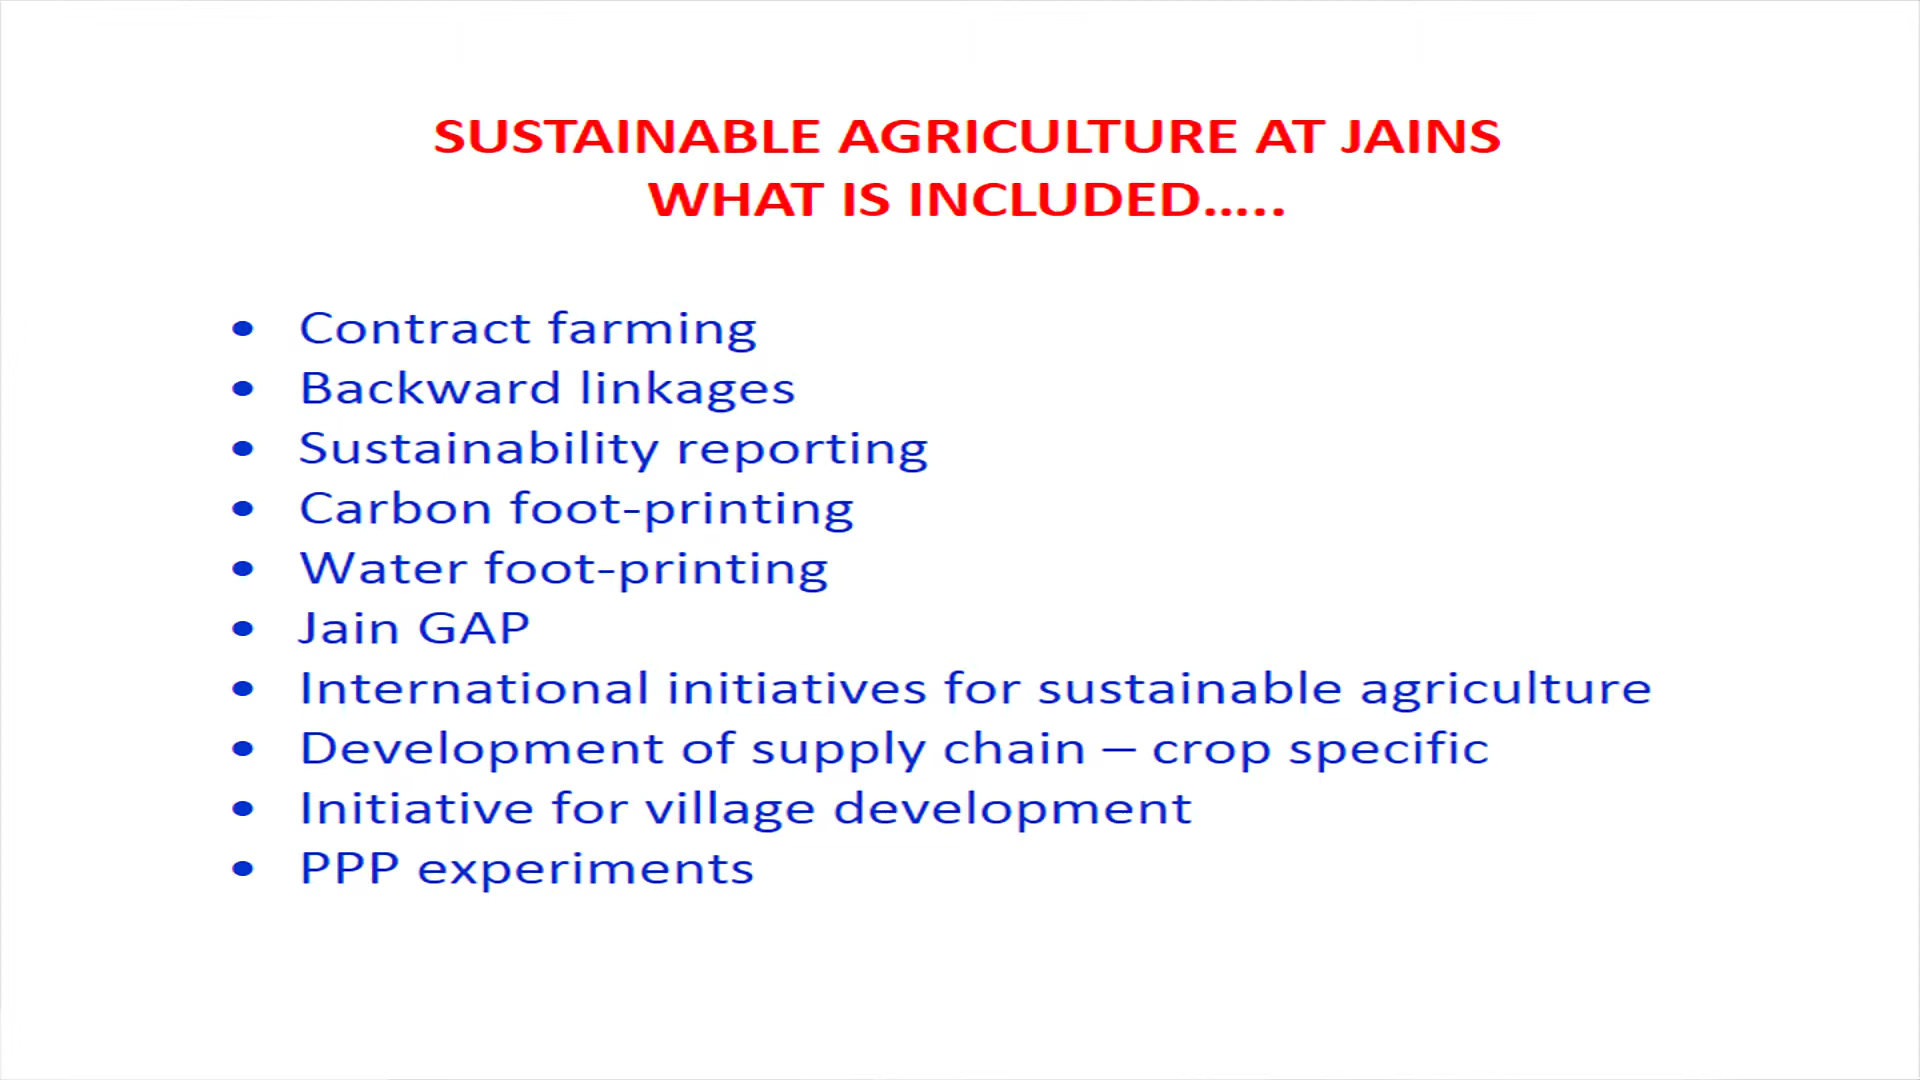 SUSTAINABLE AGRICULTURE AT JAINS
WHAT IS INCLUDED.....
• Contract farming
• Backward linkages
• Sustainability reporting
• Carbon foot-printing
• Water foot-printing
• Jain GAP
• International initiatives for sustainable agriculture
• Development of supply chain – crop specific
• Initiative for village development
• PPP experiments